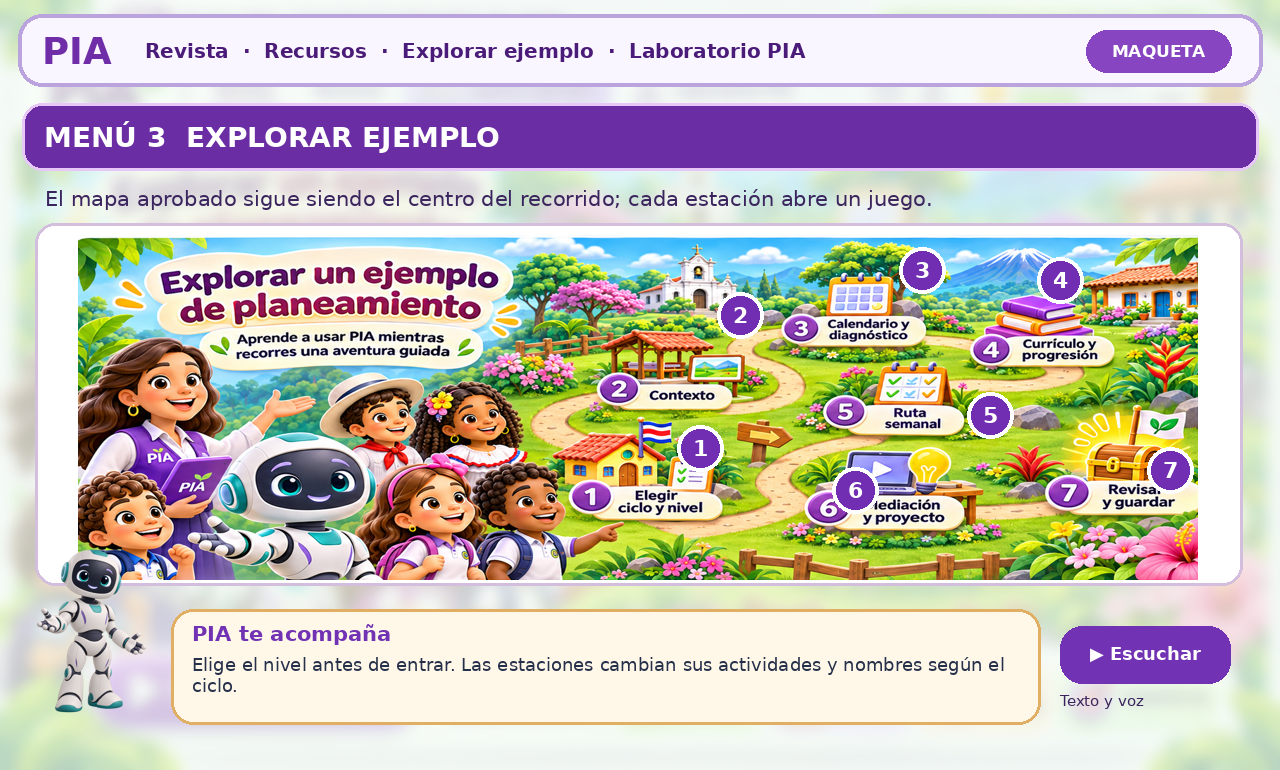 PIA
Revista · Recursos · Explorar ejemplo · Laboratorio PIA
MAQUETA
MENÚ 3 EXPLORAR EJEMPLO
El mapa aprobado sigue siendo el centro del recorrido; cada estación abre un juego.
Explorar un ejemplo
de planeamiento
Aprende a usar PIA mientras
recorres una aventura guiada
PIA
PIA
1
1
Elegir
ciclo y nivel
2
2
Contexto
3
3
Calendario y
diagnóstico
4
4
Currículo y
progresión
5
5
Ruta
semanal
6
6
y proyecto
7
7
y guardar
PIA te acompaña
Elige el nivel antes de entrar. Las estaciones cambian sus actividades y nombres según el
ciclo.
▶ Escuchar
Texto y voz